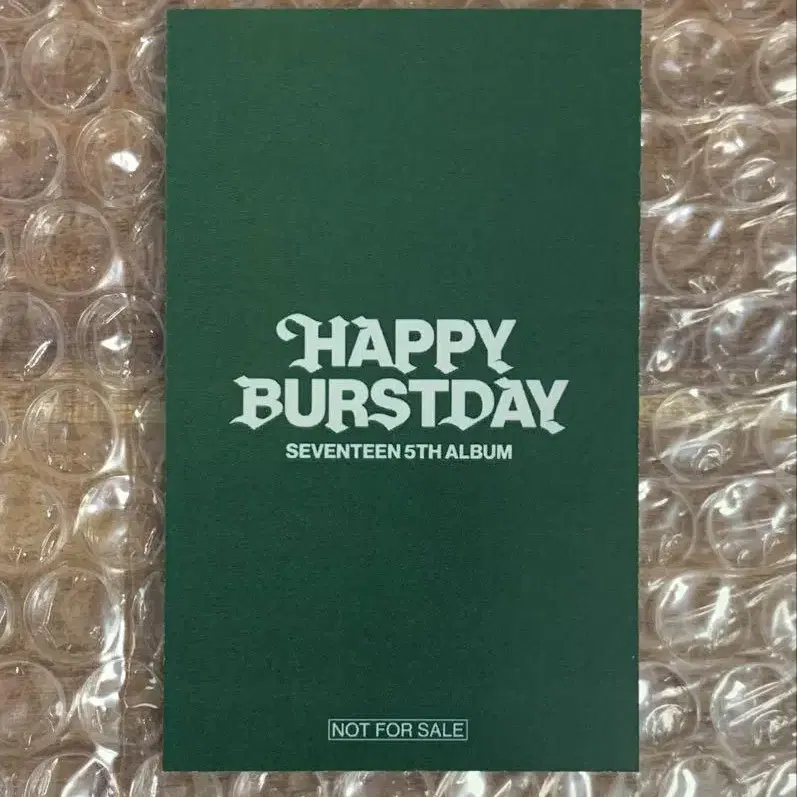 HAPPY
BURSTDAY
SEVENTEEN 5TH ALBUM
NOT FOR SALE